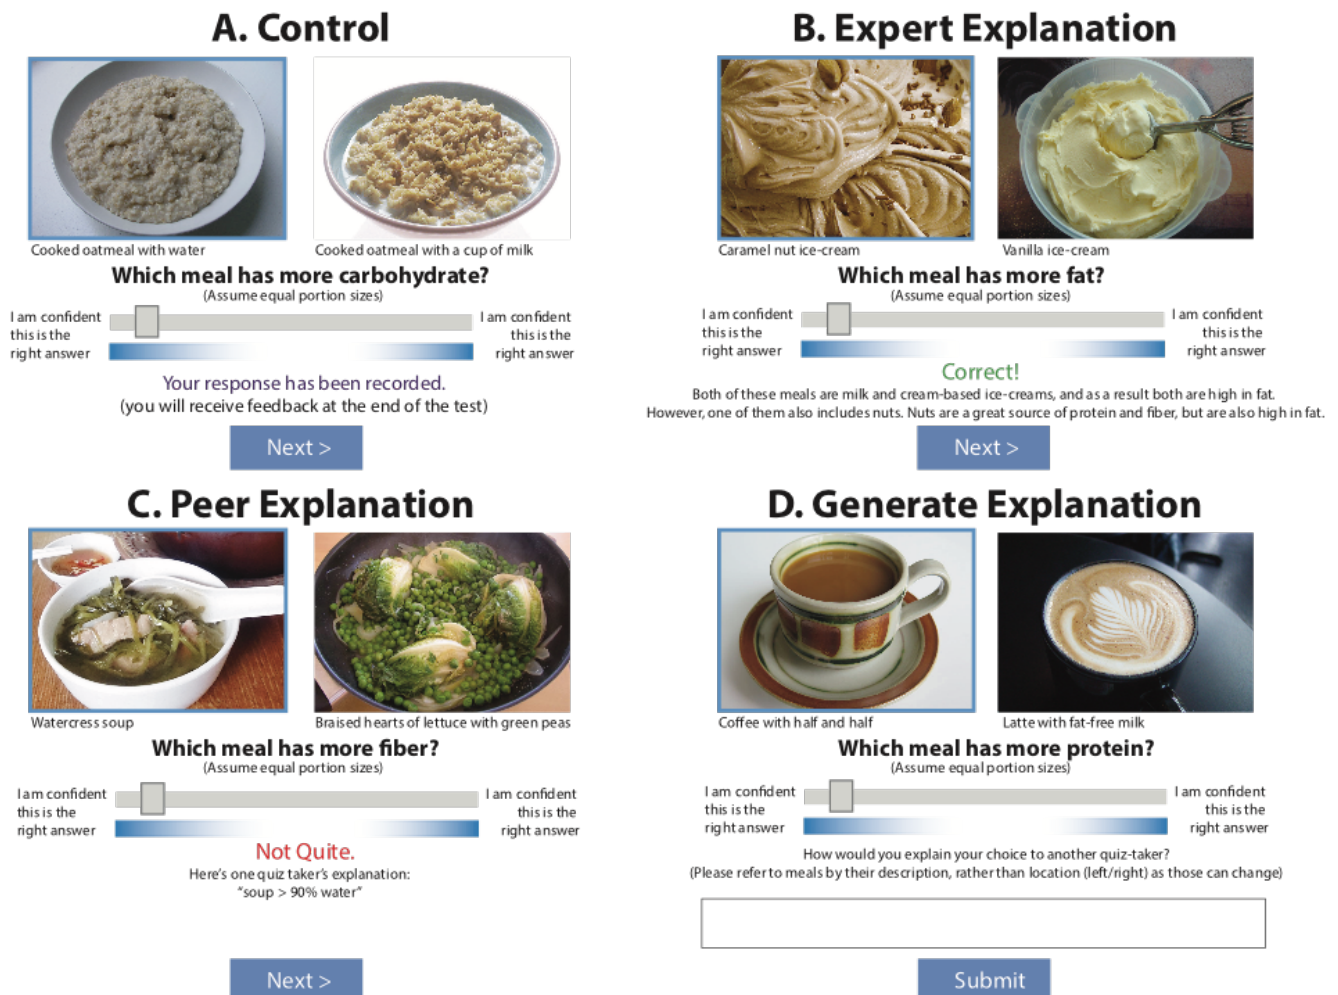 A. Control
Cooked oatmeal with water
Cooked oatmeal with a cup of milk
Which meal has more carbohydrate?
(Assume equal portion sizes)
I am confident
this is the
right answer
I am confident
this is the
right answer
Your response has been recorded.
(you will receive feedback at the end of the test)
Next >
B. Expert Explanation
Caramel nut ice-cream
Vanilla ice-cream
Which meal has more fat?
(Assume equal portion sizes)
I am confident
this is the
right answer
I am confident
this is the
right answer
Correct!
Both of these meals are milk and cream-based ice-creams, and as a result both are high in fat.
However, one of them also includes nuts. Nuts are a great source of protein and fiber, but are also high in fat.
Next >
C. Peer Explanation
Watercress soup
Braised hearts of lettuce with green peas
Which meal has more fiber?
(Assume equal portion sizes)
I am confident
this is the
right answer
I am confident
this is the
right answer
Not Quite.
Here's one quiz taker's explanation:
"soup > 90% water"
Next >
D. Generate Explanation
Coffee with half and half
Latte with fat-free milk
Which meal has more protein?
(Assume equal portion sizes)
I am confident
this is the
right answer
I am confident
this is the
right answer
How would you explain your choice to another quiz-taker?
(Please refer to meals by their description, rather than location (left/right) as those can change)
Submit